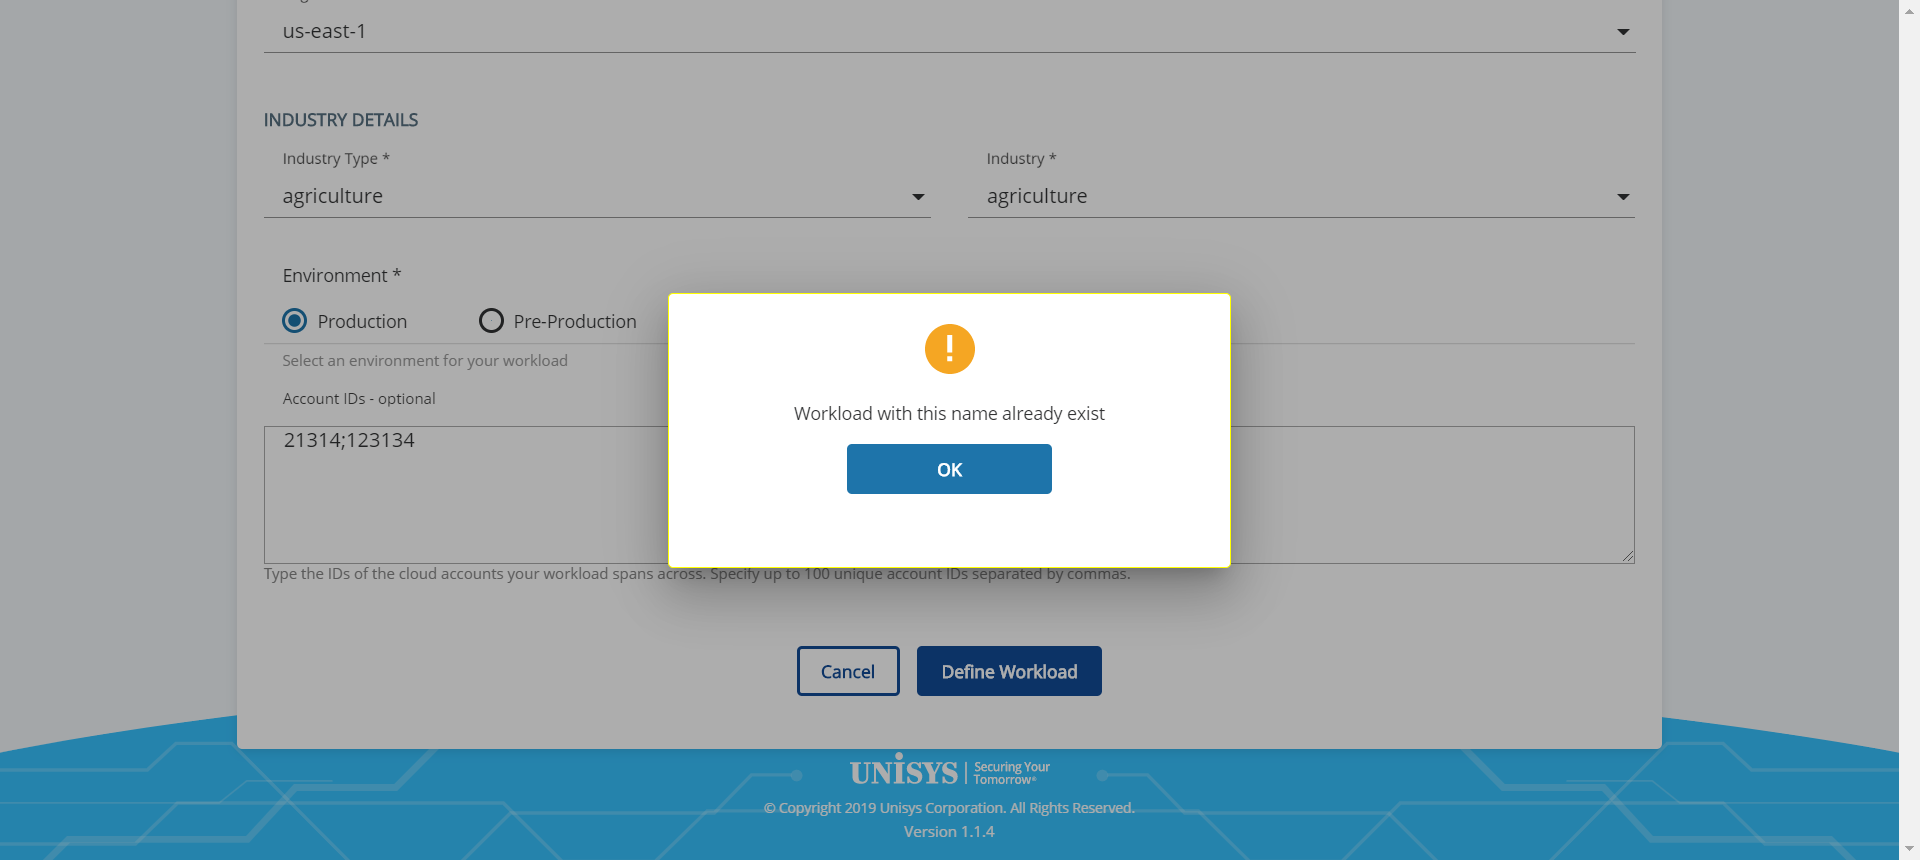 us-east-1
INDUSTRY DETAILS
Industry Type *
Industry *
agriculture
agriculture
Environment *
Production
Pre-Production
Select an environment for your workload
Account IDs - optional
21314;123134
Type the IDs of the cloud accounts your workload spans across. Specify up to 100 unique account IDs separated by commas.
!
Workload with this name already exist
OK
Cancel
Define Workload
UNISYS | Securing Your Tomorrow®
© Copyright 2019 Unisys Corporation. All Rights Reserved.
Version 1.1.4